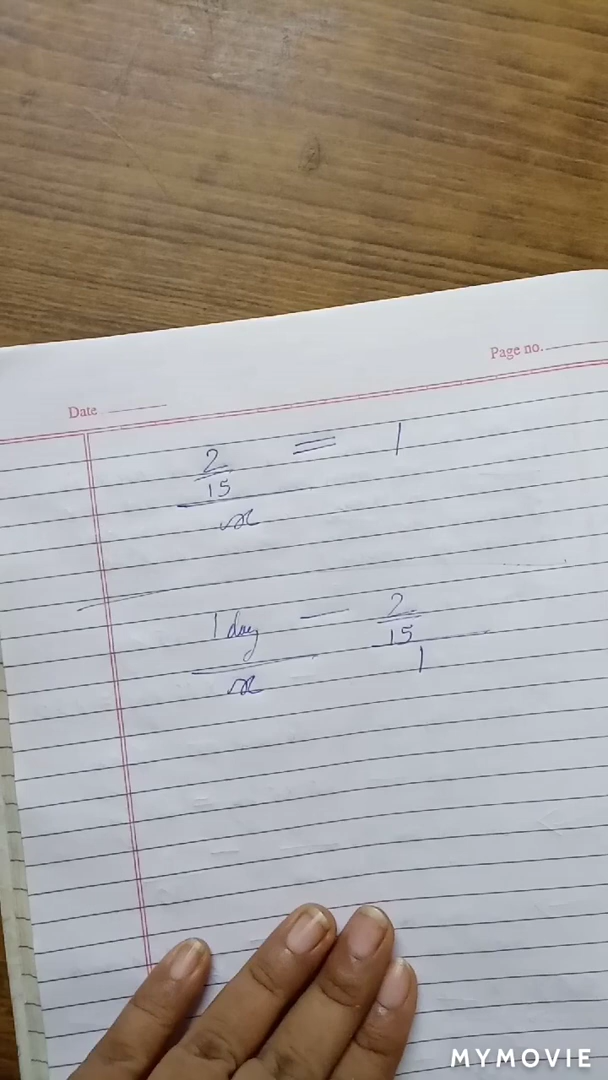 Date
Page no.
2/15 = 1
x
1 day — 2/15
x 1
MYMOVIE